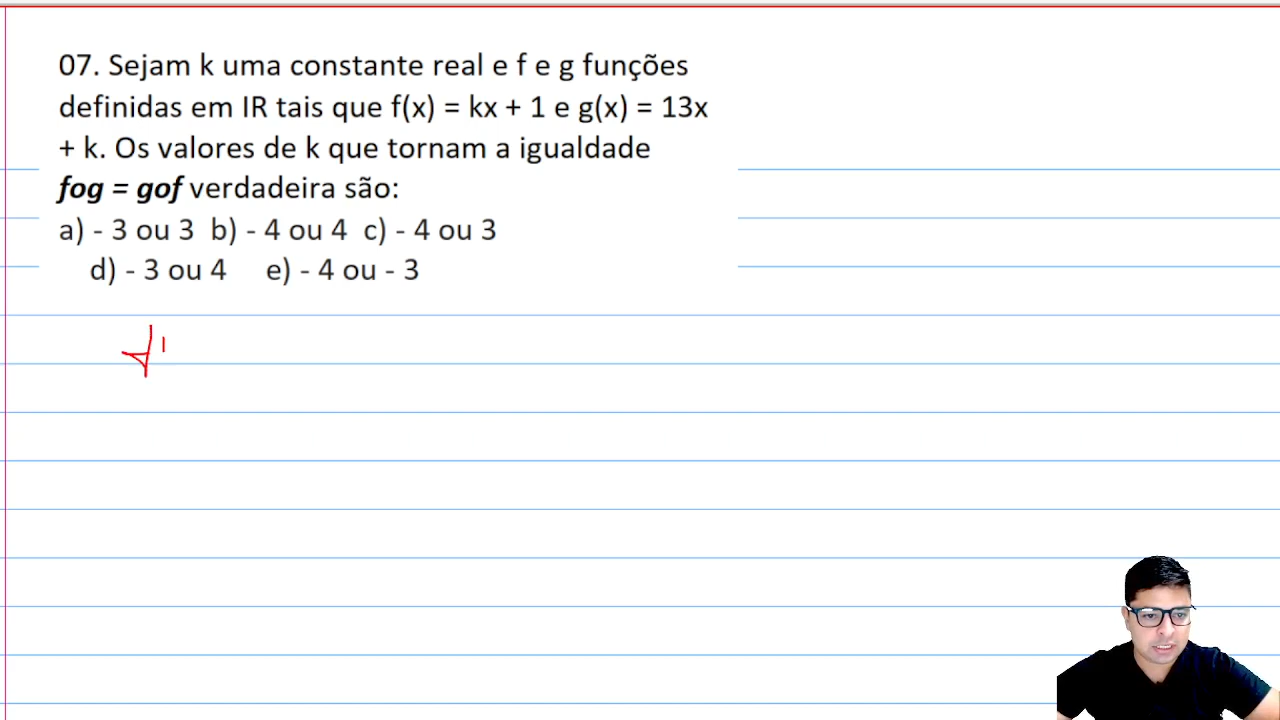 07. Sejam k uma constante real e f e g funções
definidas em IR tais que f(x) = kx + 1 e g(x) = 13x
+ k. Os valores de k que tornam a igualdade
fog = gof verdadeira são:
a) - 3 ou 3 b) - 4 ou 4 c) - 4 ou 3
d) - 3 ou 4 e) - 4 ou - 3